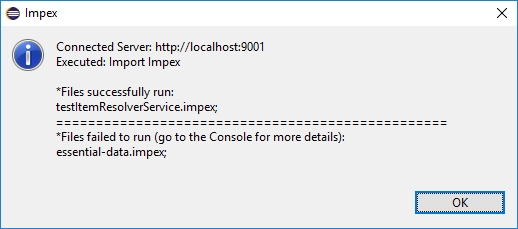 Impex
Connected Server: http://localhost:9001
Executed: Import Impex
*Files successfully run:
testItemResolverService.impex;
==================================================
*Files failed to run (go to the Console for more details):
essential-data.impex;
OK